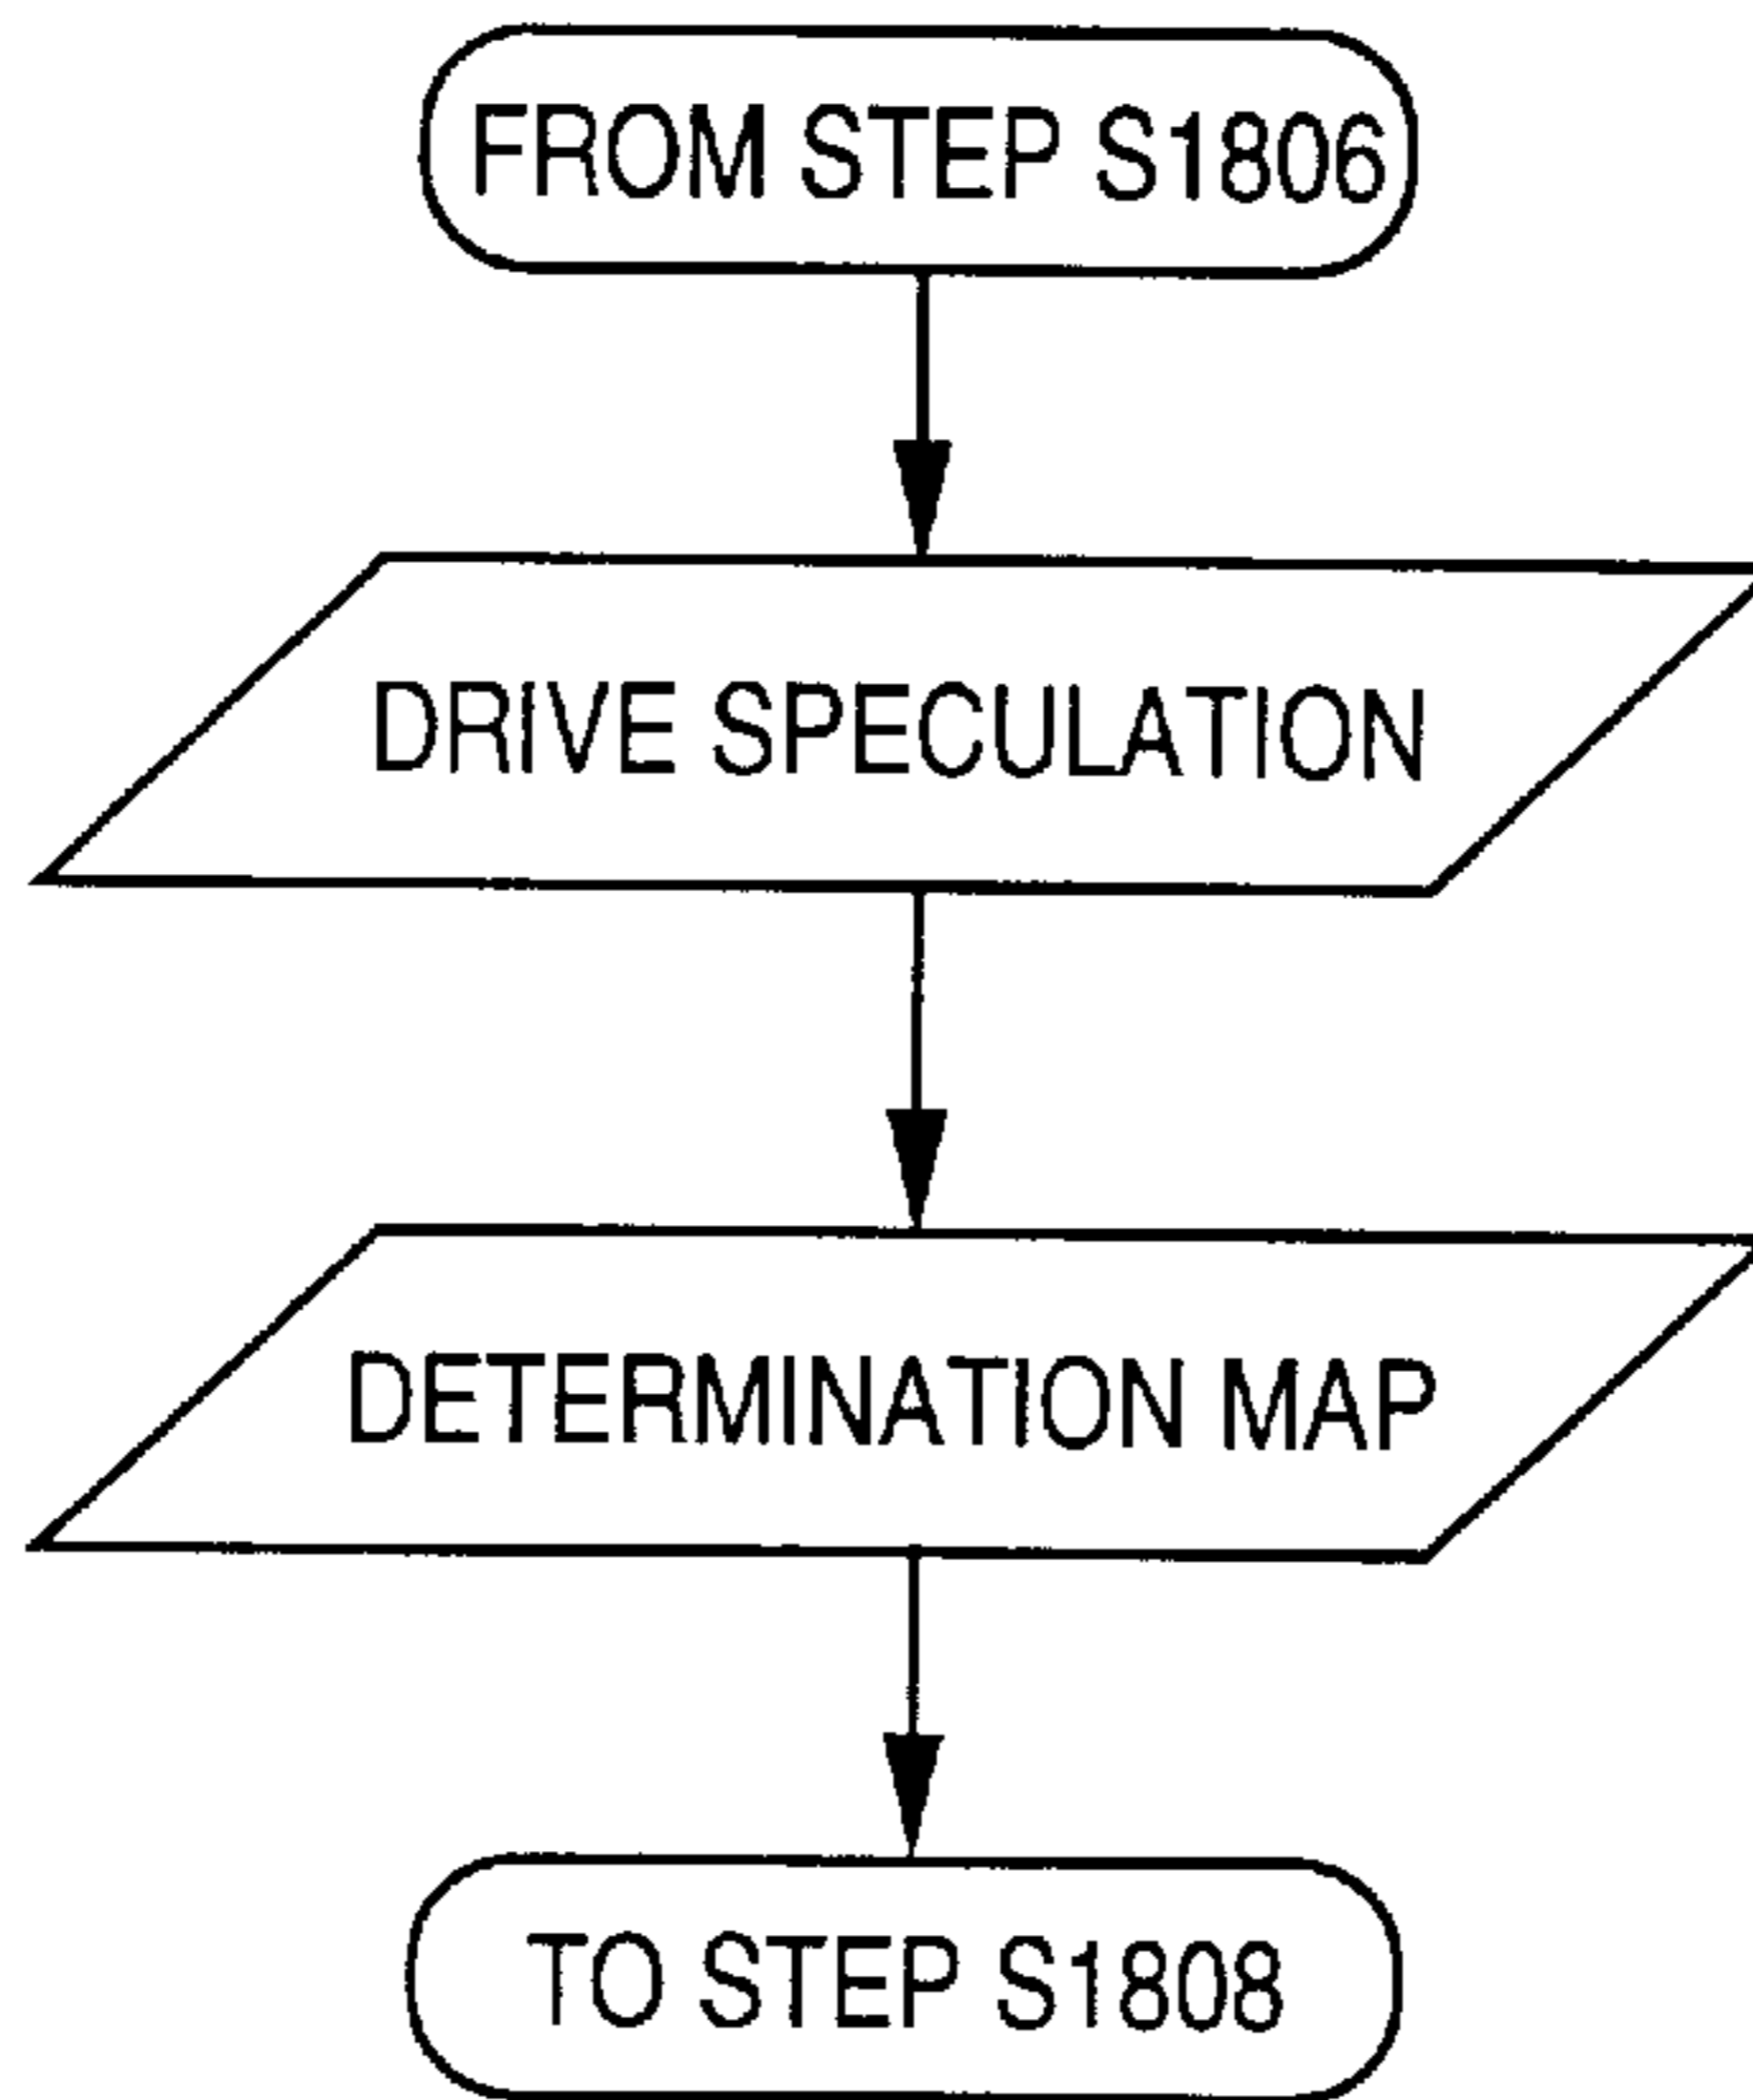 FROM STEP S1806
DRIVE SPECULATION
DETERMINATION MAP
TO STEP S1808